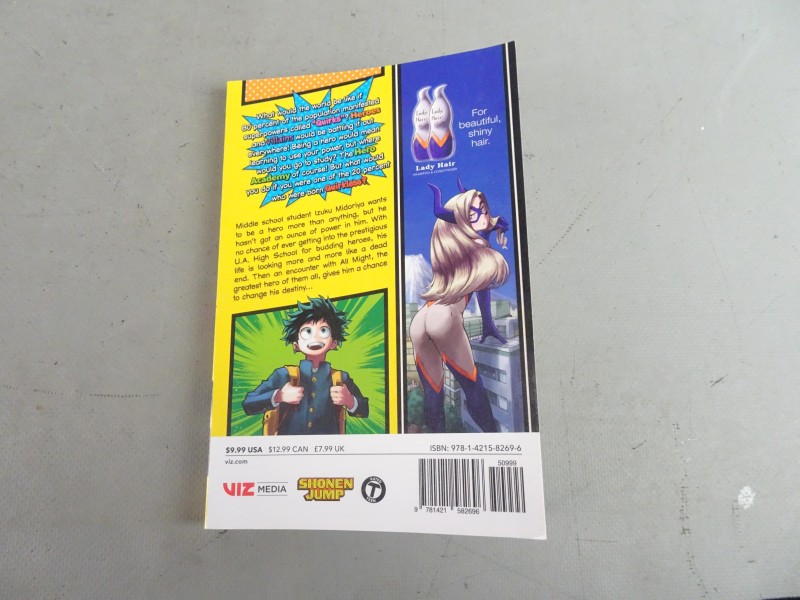 What would the world be like if
80 percent of the population manifested
superpowers called "Quirks"? Heroes
and villains would be battling it out
everywhere! Being a hero would mean
learning to use your power, but where
would you go to study? The Hero
Academy of course! But what would
you do if you were one of the 20 percent
who were born Quirkless?
Middle school student Izuku Midoriya wants
to be a hero more than anything, but he
hasn't got an ounce of power in him. With
no chance of ever getting into the prestigious
U.A. High School for budding heroes, his
life is looking more and more like a dead
end. Then an encounter with All Might, the
greatest hero of them all, gives him a chance
to change his destiny...
Lady Hair
Lady Hair
For
beautiful,
shiny
hair.
Lady Hair
SHAMPOO & CONDITIONER
$9.99 USA $12.99 CAN £7.99 UK
viz.com
VIZ MEDIA
SHONEN
JUMP
RATED
T
TEEN
ISBN: 978-1-4215-8269-6
50999
9 781421 582696